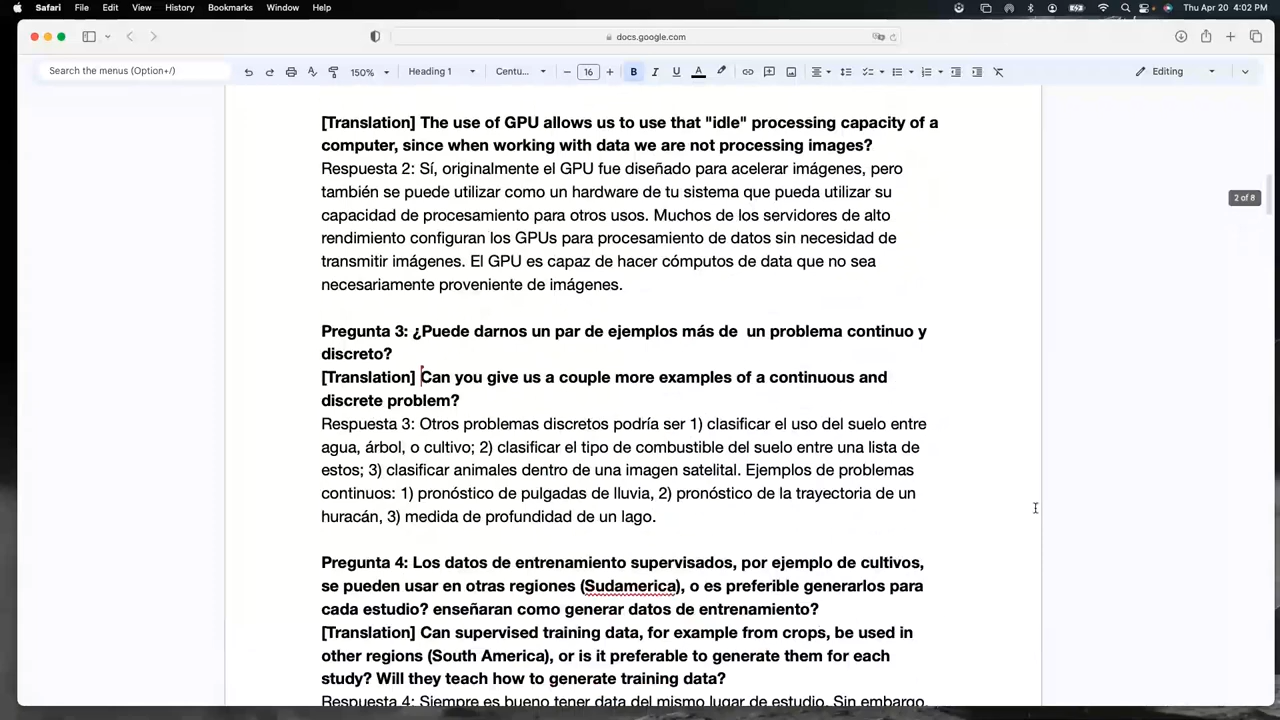 Safari File Edit View History Bookmarks Window Help Thu Apr 20 4:02 PM
docs.google.com
Search the menus (Option+/) 150% Heading 1 Centu... 16 B I U A Editing
[Translation] The use of GPU allows us to use that "idle" processing capacity of a
computer, since when working with data we are not processing images?
Respuesta 2: Sí, originalmente el GPU fue diseñado para acelerar imágenes, pero
también se puede utilizar como un hardware de tu sistema que pueda utilizar su
capacidad de procesamiento para otros usos. Muchos de los servidores de alto
rendimiento configuran los GPUs para procesamiento de datos sin necesidad de
transmitir imágenes. El GPU es capaz de hacer cómputos de data que no sea
necesariamente proveniente de imágenes.
2 of 8
Pregunta 3: ¿Puede darnos un par de ejemplos más de  un problema continuo y
discreto?
[Translation] Can you give us a couple more examples of a continuous and
discrete problem?
Respuesta 3: Otros problemas discretos podría ser 1) clasificar el uso del suelo entre
agua, árbol, o cultivo; 2) clasificar el tipo de combustible del suelo entre una lista de
estos; 3) clasificar animales dentro de una imagen satelital. Ejemplos de problemas
continuos: 1) pronóstico de pulgadas de lluvia, 2) pronóstico de la trayectoria de un
huracán, 3) medida de profundidad de un lago.
Pregunta 4: Los datos de entrenamiento supervisados, por ejemplo de cultivos,
se pueden usar en otras regiones (Sudamerica), o es preferible generarlos para
cada estudio? enseñaran como generar datos de entrenamiento?
[Translation] Can supervised training data, for example from crops, be used in
other regions (South America), or is it preferable to generate them for each
study? Will they teach how to generate training data?
Respuesta 4: Siempre es bueno tener data del mismo lugar de estudio. Sin embargo,